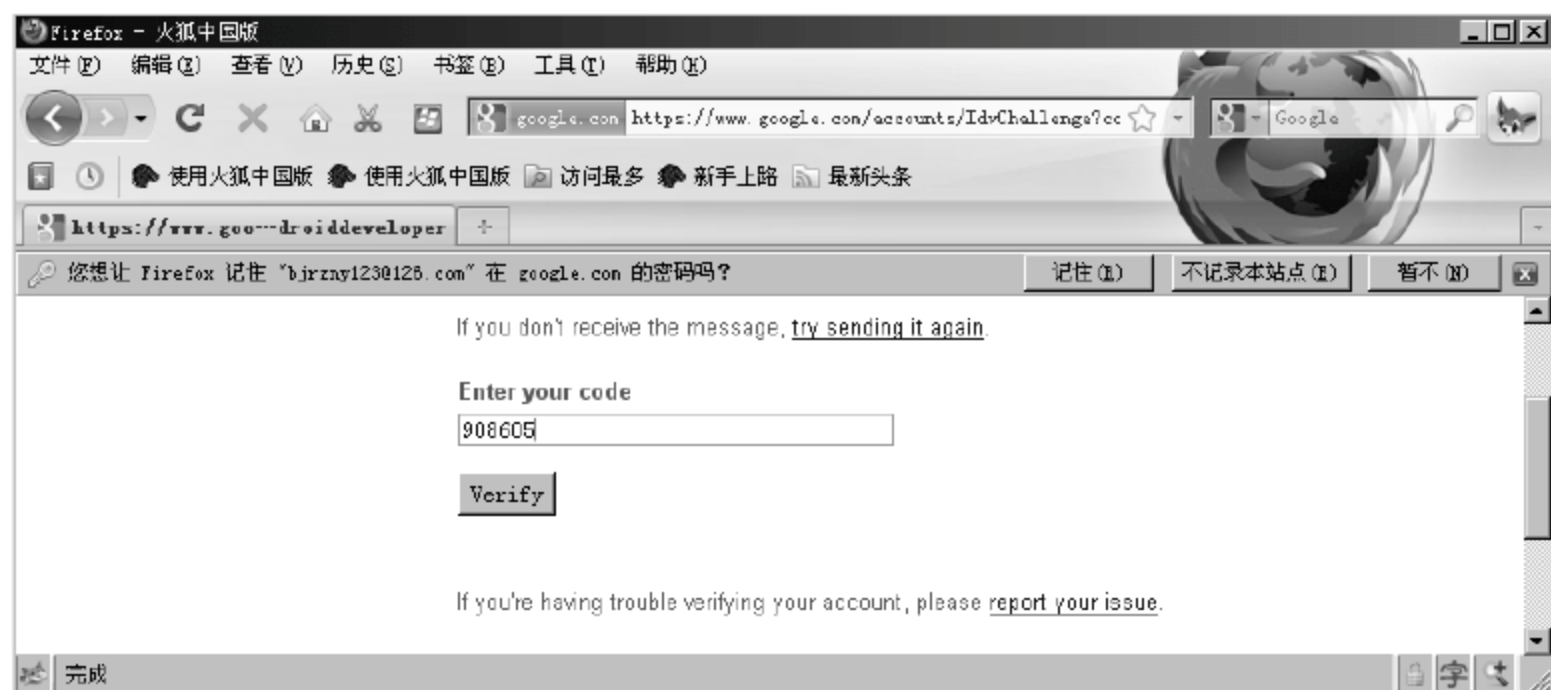 Firefox - 火狐中国版
文件(F) 编辑(E) 查看(V) 历史(S) 书签(B) 工具(T) 帮助(H)
google.com https://www.google.com/accounts/IdvChallenge?cc Google
使用火狐中国版 使用火狐中国版 访问最多 新手上路 最新头条
https://www.goo···droiddeveloper
您想让 Firefox 记住 "bjrzny123@126.com" 在 google.com 的密码吗? 记住(R) 不记录本站点(E) 暂不(N)
If you don't receive the message, try sending it again.
Enter your code
908605
Verify
If you're having trouble verifying your account, please report your issue.
完成 字